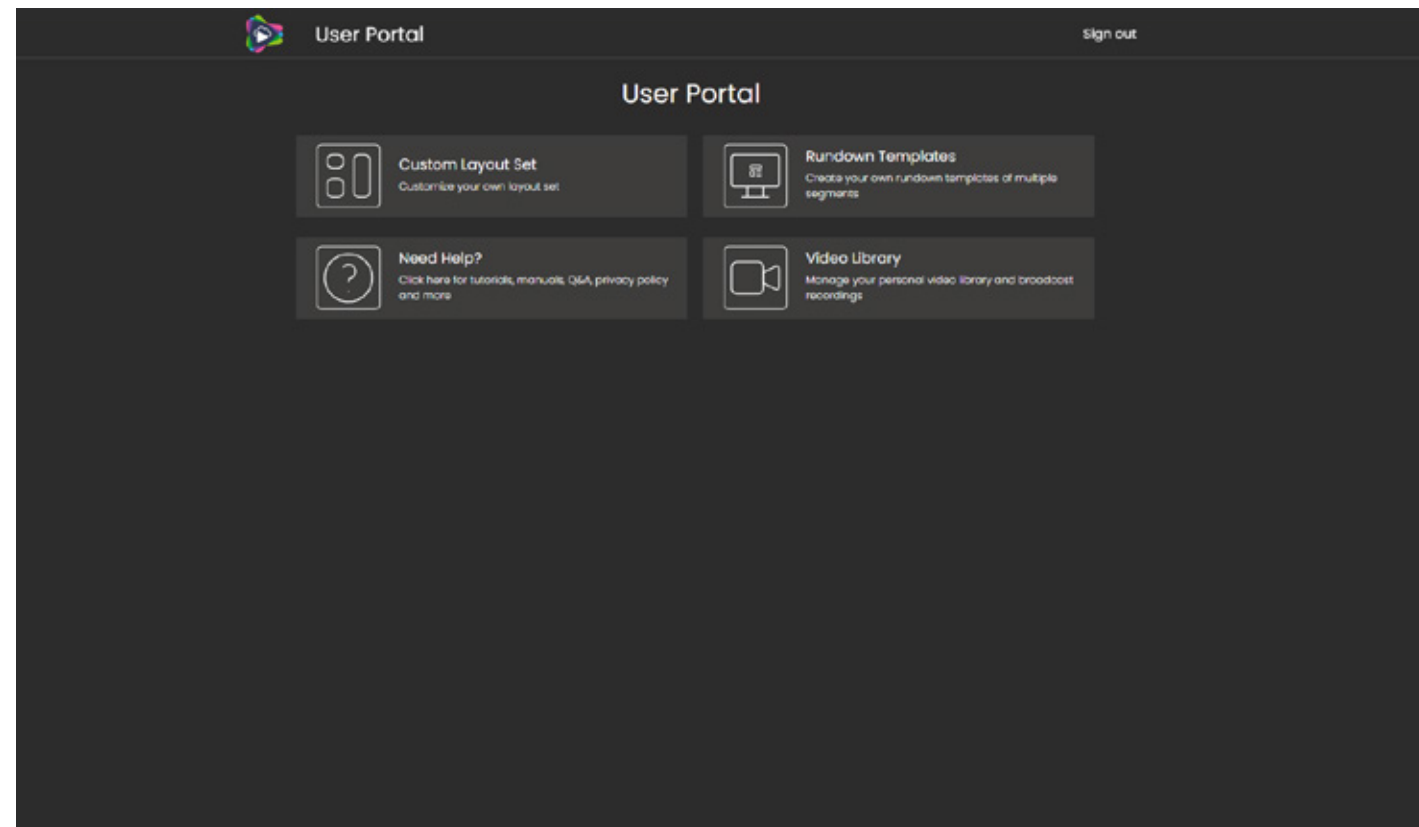 User Portal
Sign out
User Portal
Custom Layout Set
Customize your own layout set
Rundown Templates
Create your own rundown templates of multiple
segments
Need Help?
Click here for tutorials, manuals, Q&A, privacy policy
and more
Video Library
Manage your personal video library and broadcast
recordings